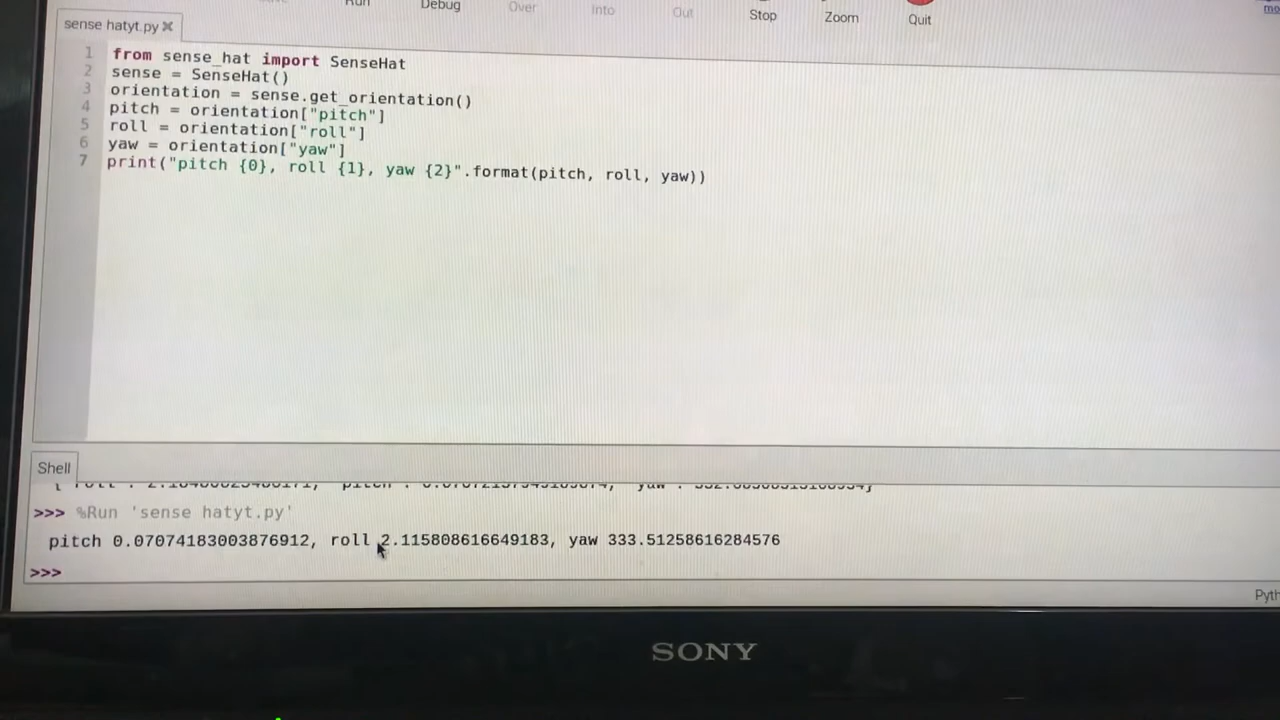 Run Debug Over Into Out Stop Zoom Quit
sense hatyt.py
1 from sense_hat import SenseHat
2 sense = SenseHat()
3 orientation = sense.get_orientation()
4 pitch = orientation["pitch"]
5 roll = orientation["roll"]
6 yaw = orientation["yaw"]
7 print("pitch {0}, roll {1}, yaw {2}".format(pitch, roll, yaw))
Shell
>>> %Run 'sense hatyt.py'
pitch 0.07074183003876912, roll 2.115808616649183, yaw 333.51258616284576
>>>
SONY